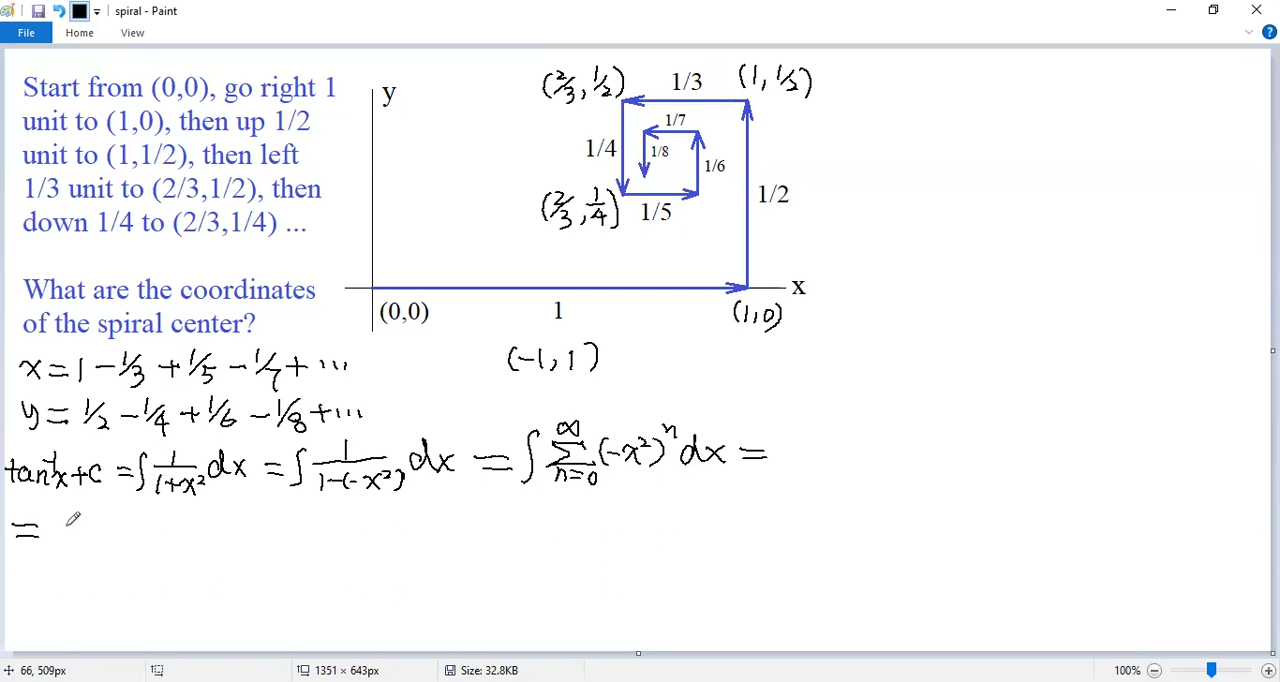 spiral - Paint
File Home View
Start from (0,0), go right 1
unit to (1,0), then up 1/2
unit to (1,1/2), then left
1/3 unit to (2/3,1/2), then
down 1/4 to (2/3,1/4) ...
What are the coordinates
of the spiral center?
y
(2/3, 1/2)
1/3
(1, 1/2)
1/7
1/4
1/8
1/6
(2/3, 1/4)
1/5
1/2
x
(0,0)
1
(1,0)
x = 1 - 1/3 + 1/5 - 1/7 + ...
(-1, 1)
y = 1/2 - 1/4 + 1/6 - 1/8 + ...
tan⁻¹x + C = ∫ 1/(1+x²) dx = ∫ 1/(1-(-x²)) dx = ∫ ∑_{n=0}^{∞} (-x²)ⁿ dx =
=
66, 509px
1351 × 643px
Size: 32.8KB
100%